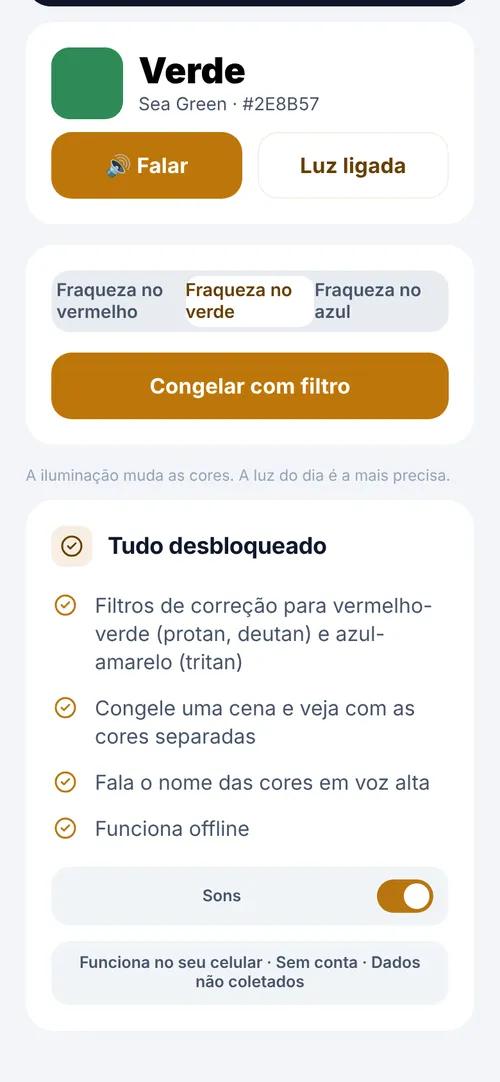 Verde
Sea Green · #2E8B57
🔊 Falar
Luz ligada
Fraqueza no
vermelho
Fraqueza no
verde
Fraqueza no
azul
Congelar com filtro
A iluminação muda as cores. A luz do dia é a mais precisa.
Tudo desbloqueado
Filtros de correção para vermelho-
verde (protan, deutan) e azul-
amarelo (tritan)
Congele uma cena e veja com as
cores separadas
Fala o nome das cores em voz alta
Funciona offline
Sons
Funciona no seu celular · Sem conta · Dados
não coletados